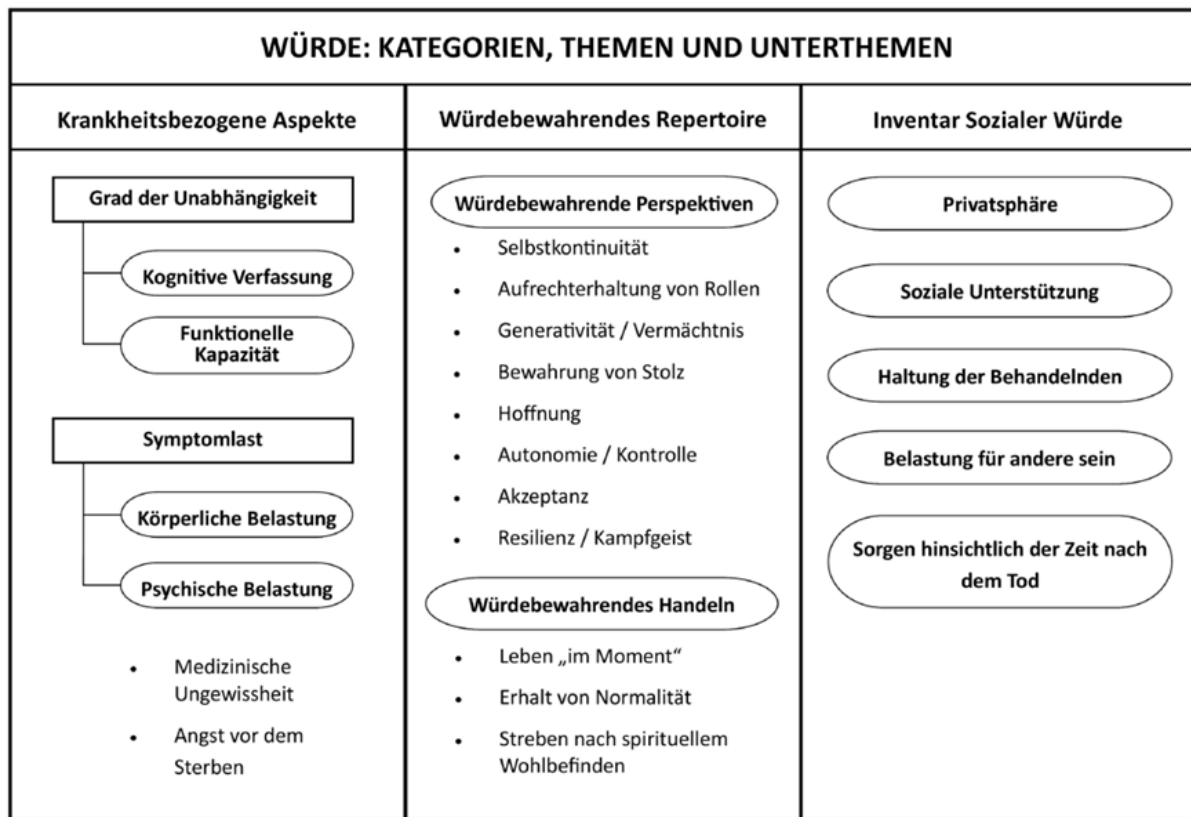 WÜRDE: KATEGORIEN, THEMEN UND UNTERTHEMEN
Krankheitsbezogene Aspekte
Grad der Unabhängigkeit
Kognitive Verfassung
Funktionelle
Kapazität
Symptomlast
Körperliche Belastung
Psychische Belastung
• Medizinische
Ungewissheit
• Angst vor dem
Sterben
Würdebewahrendes Repertoire
Würdebewahrende Perspektiven
• Selbstkontinuität
• Aufrechterhaltung von Rollen
• Generativität / Vermächtnis
• Bewahrung von Stolz
• Hoffnung
• Autonomie / Kontrolle
• Akzeptanz
• Resilienz / Kampfgeist
Würdebewahrendes Handeln
• Leben „im Moment“
• Erhalt von Normalität
• Streben nach spirituellem
Wohlbefinden
Inventar Sozialer Würde
Privatsphäre
Soziale Unterstützung
Haltung der Behandelnden
Belastung für andere sein
Sorgen hinsichtlich der Zeit nach
dem Tod